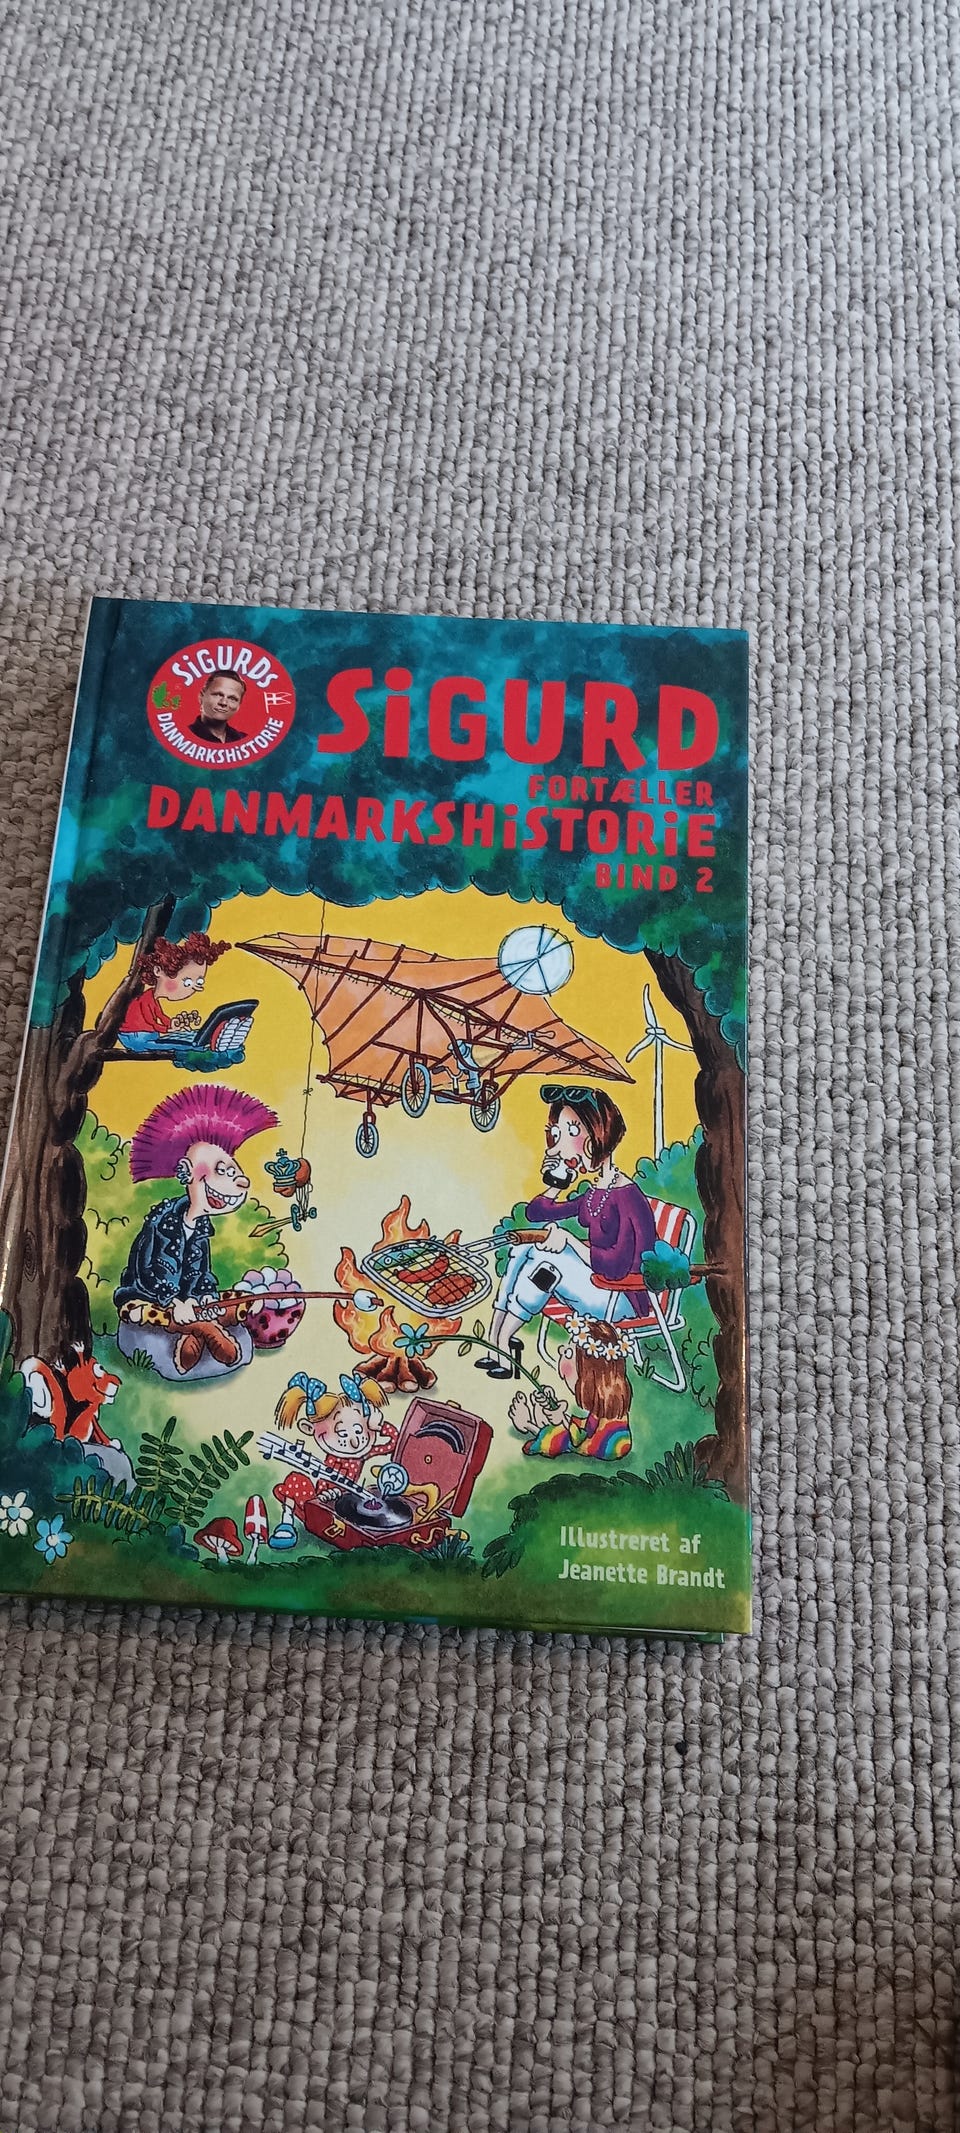 SiGURDS
DANMARKSHiSTORiE
SiGURD
FORTÆLLER
DANMARKSHiSTORiE
BIND 2
Illustreret af
Jeanette Brandt